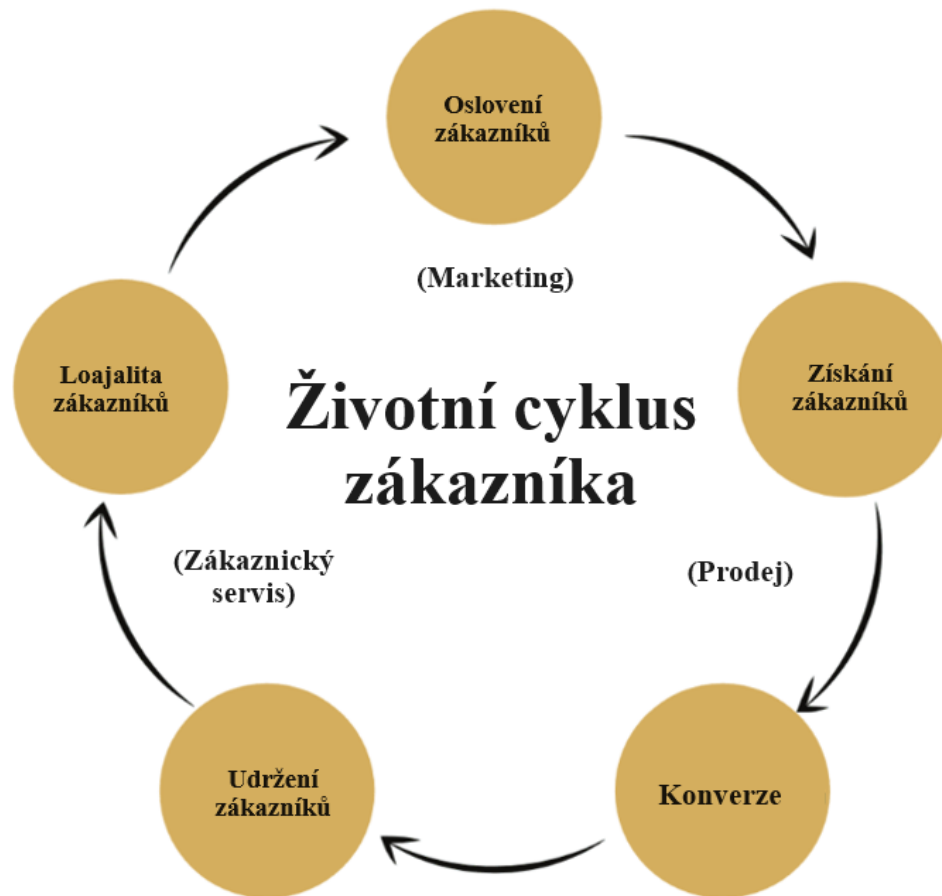 Oslovení
zákazníků
(Marketing)
Loajalita
zákazníků
Životní cyklus
zákazníka
Získání
zákazníků
(Zákaznický
servis)
(Prodej)
Udržení
zákazníků
Konverze